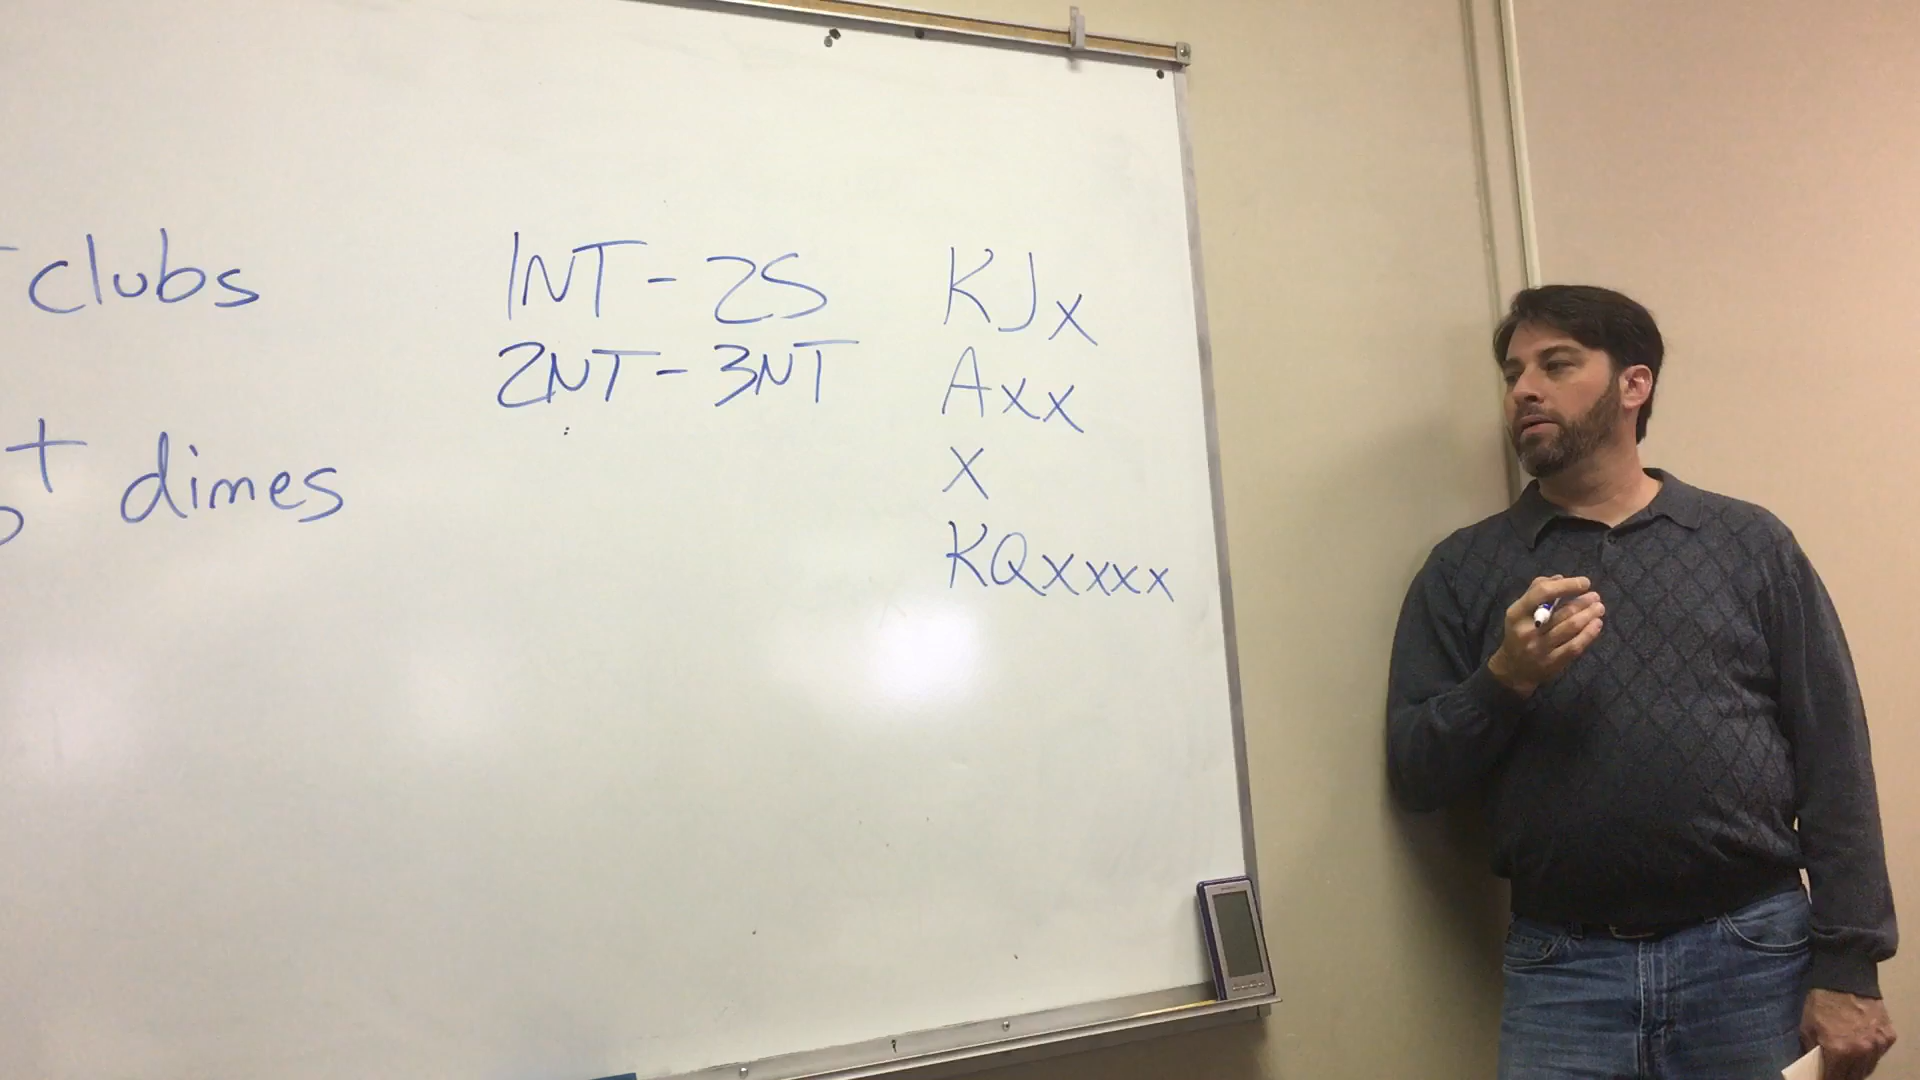 clubs
+ dimes
1NT - 2S
2NT - 3NT
KJx
Axx
x
KQxxxx